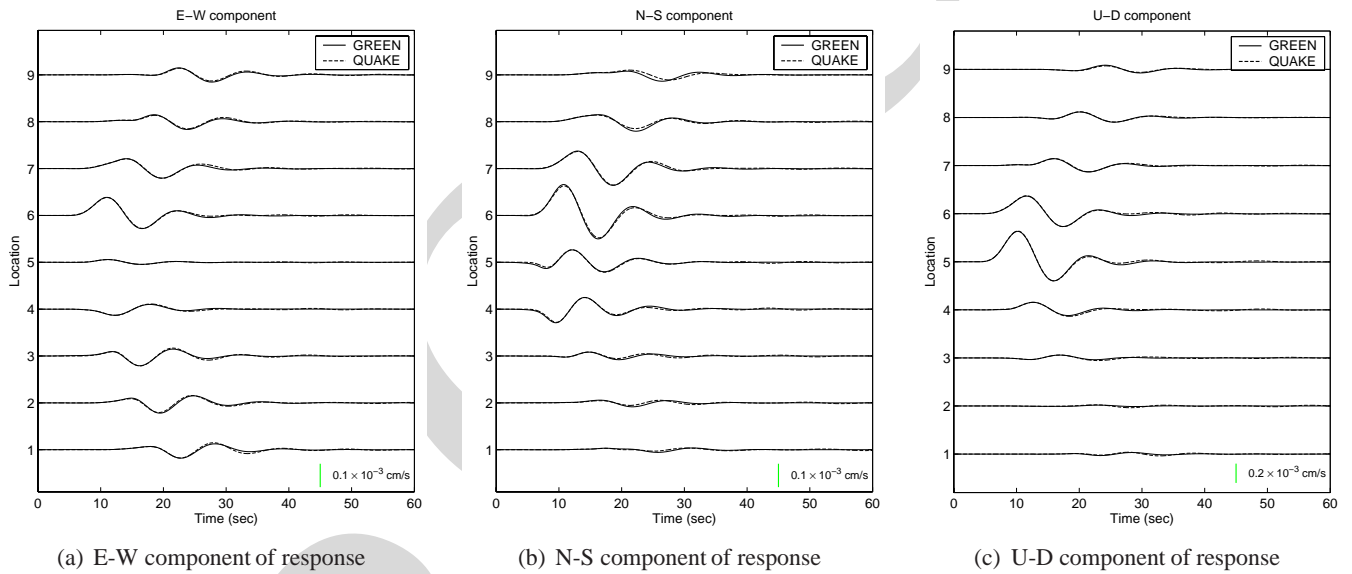 E−W component
GREEN
QUAKE
9
8
7
6
5
4
3
2
1
Location
0.1 × 10−3 cm/s
0 10 20 30 40 50 60
Time (sec)
(a) E-W component of response
N−S component
GREEN
QUAKE
9
8
7
6
5
4
3
2
1
Location
0.1 × 10−3 cm/s
0 10 20 30 40 50 60
Time (sec)
(b) N-S component of response
U−D component
GREEN
QUAKE
9
8
7
6
5
4
3
2
1
Location
0.2 × 10−3 cm/s
0 10 20 30 40 50 60
Time (sec)
(c) U-D component of response